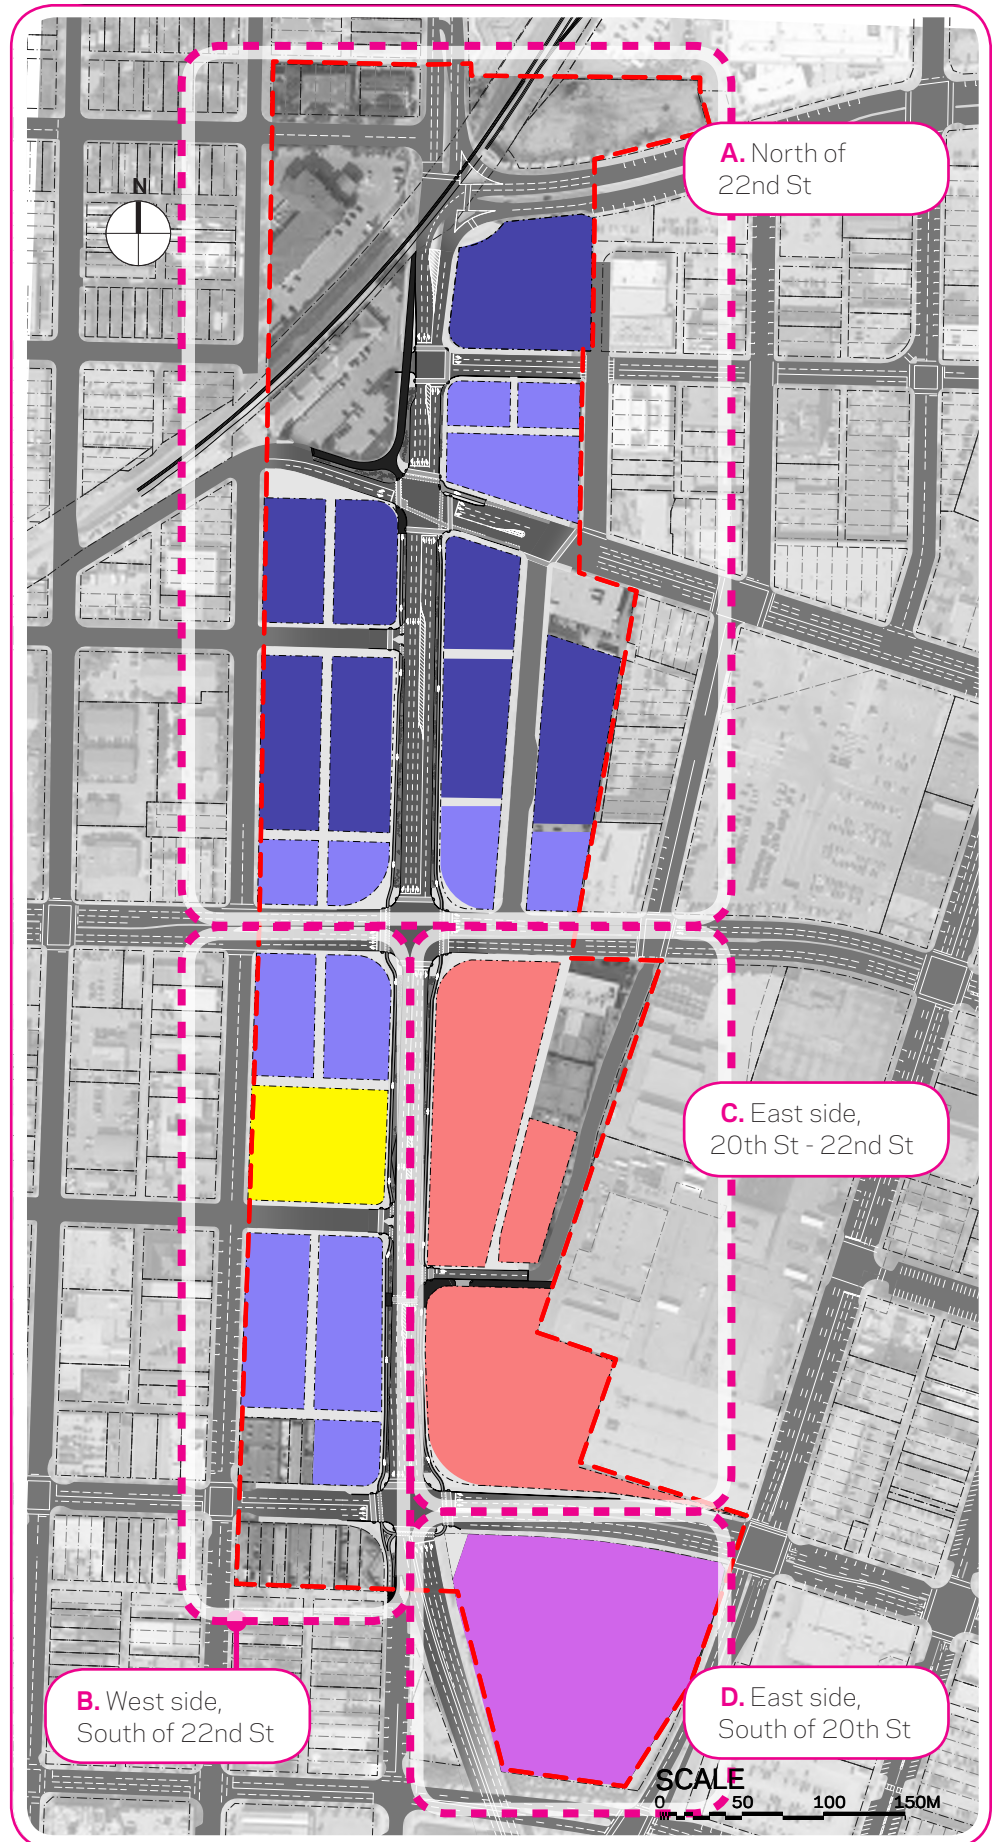 N
A. North of
22nd St
C. East side,
20th St - 22nd St
B. West side,
South of 22nd St
D. East side,
South of 20th St
SCALE
0 50 100 150M